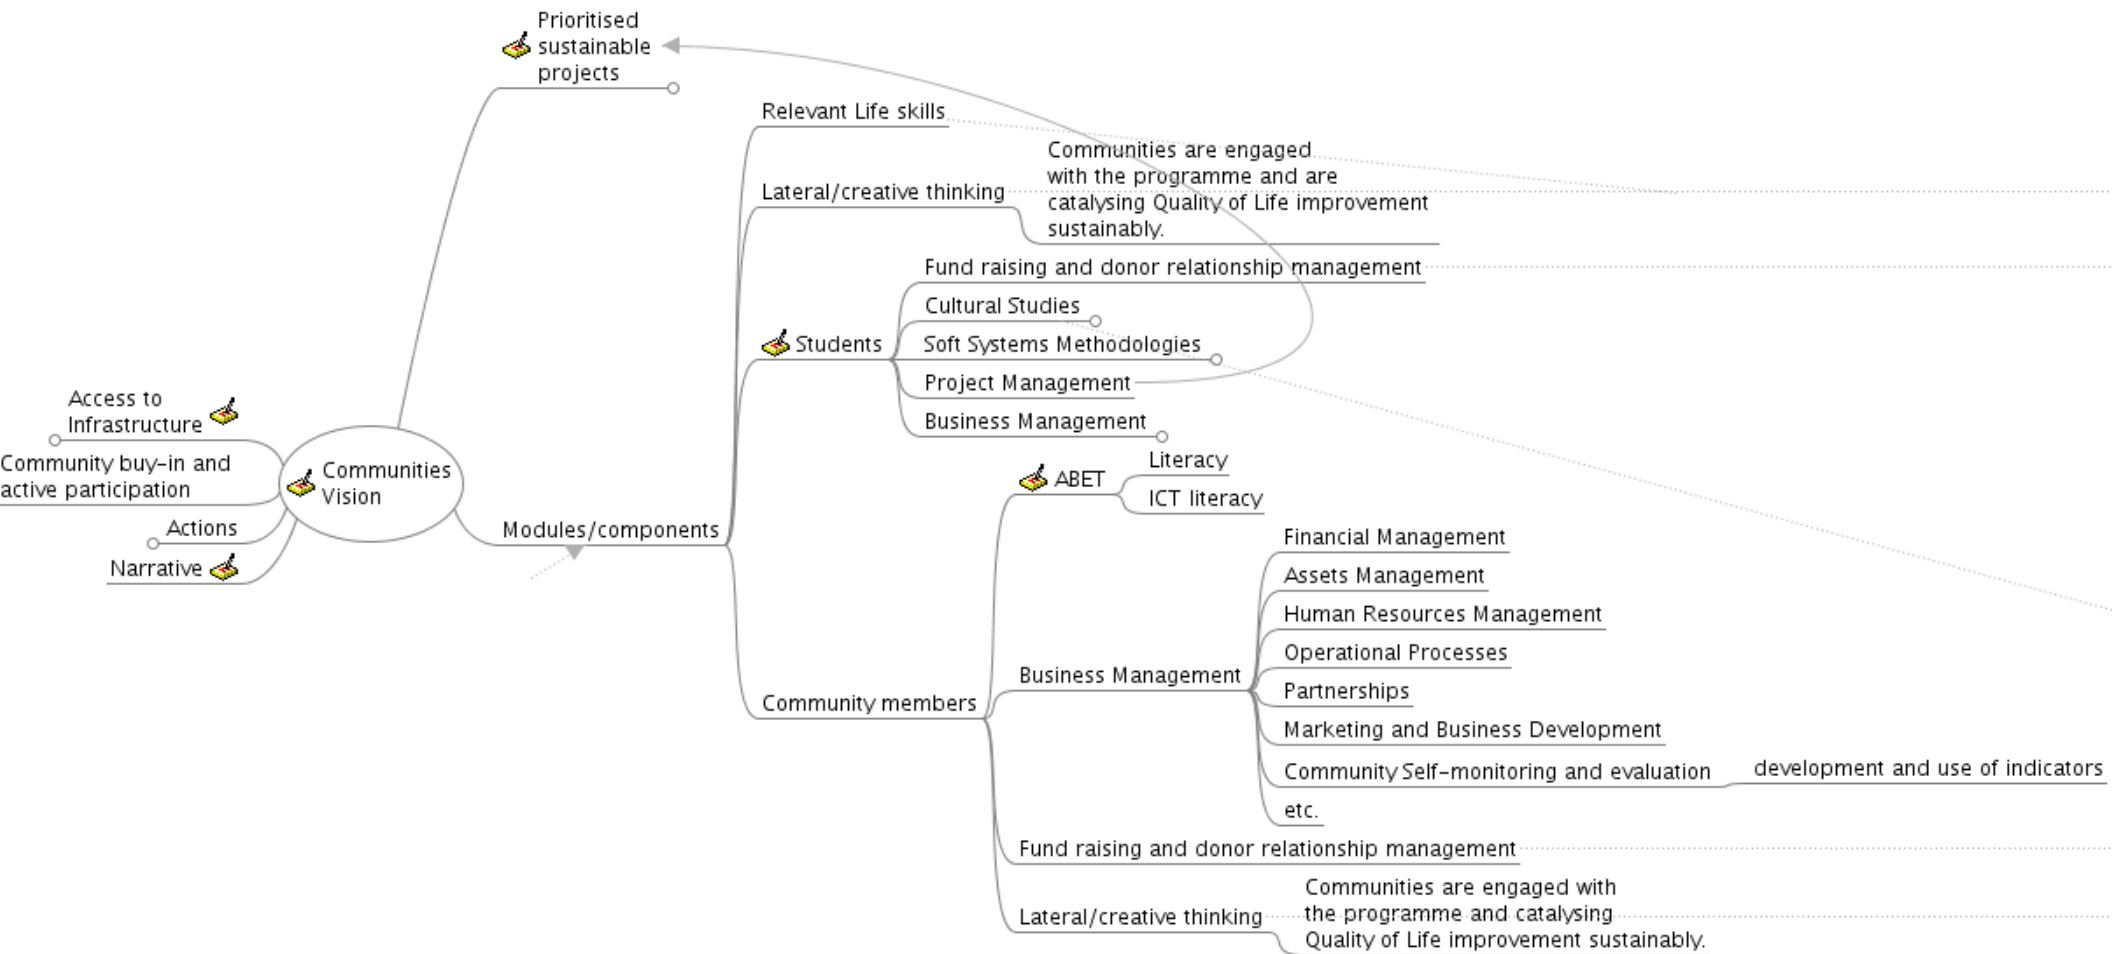 Prioritised
sustainable
projects
Relevant Life skills
Communities are engaged
with the programme and are
catalysing Quality of Life improvement
sustainably.
Lateral/creative thinking
Fund raising and donor relationship management
Cultural Studies
Students
Soft Systems Methodologies
Project Management
Business Management
Access to
Infrastructure
Community buy-in and
active participation
Communities
Vision
Actions
Narrative
Modules/components
ABET
Literacy
ICT literacy
Financial Management
Assets Management
Human Resources Management
Operational Processes
Business Management
Partnerships
Community members
Marketing and Business Development
Community Self-monitoring and evaluation
development and use of indicators
etc.
Fund raising and donor relationship management
Lateral/creative thinking
Communities are engaged with
the programme and catalysing
Quality of Life improvement sustainably.